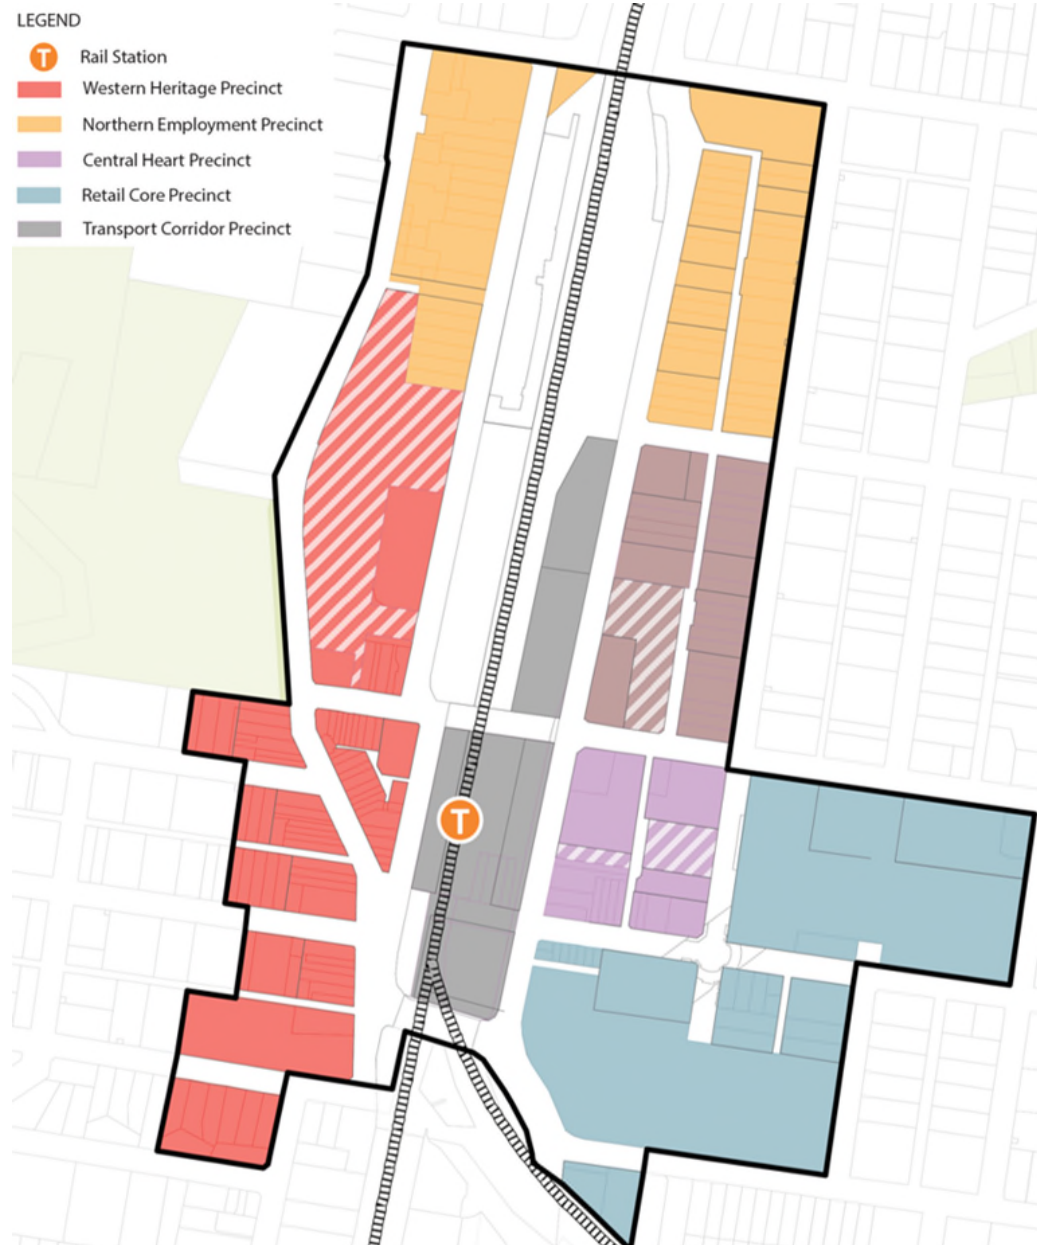 LEGEND
T Rail Station
Western Heritage Precinct
Northern Employment Precinct
Central Heart Precinct
Retail Core Precinct
Transport Corridor Precinct
T